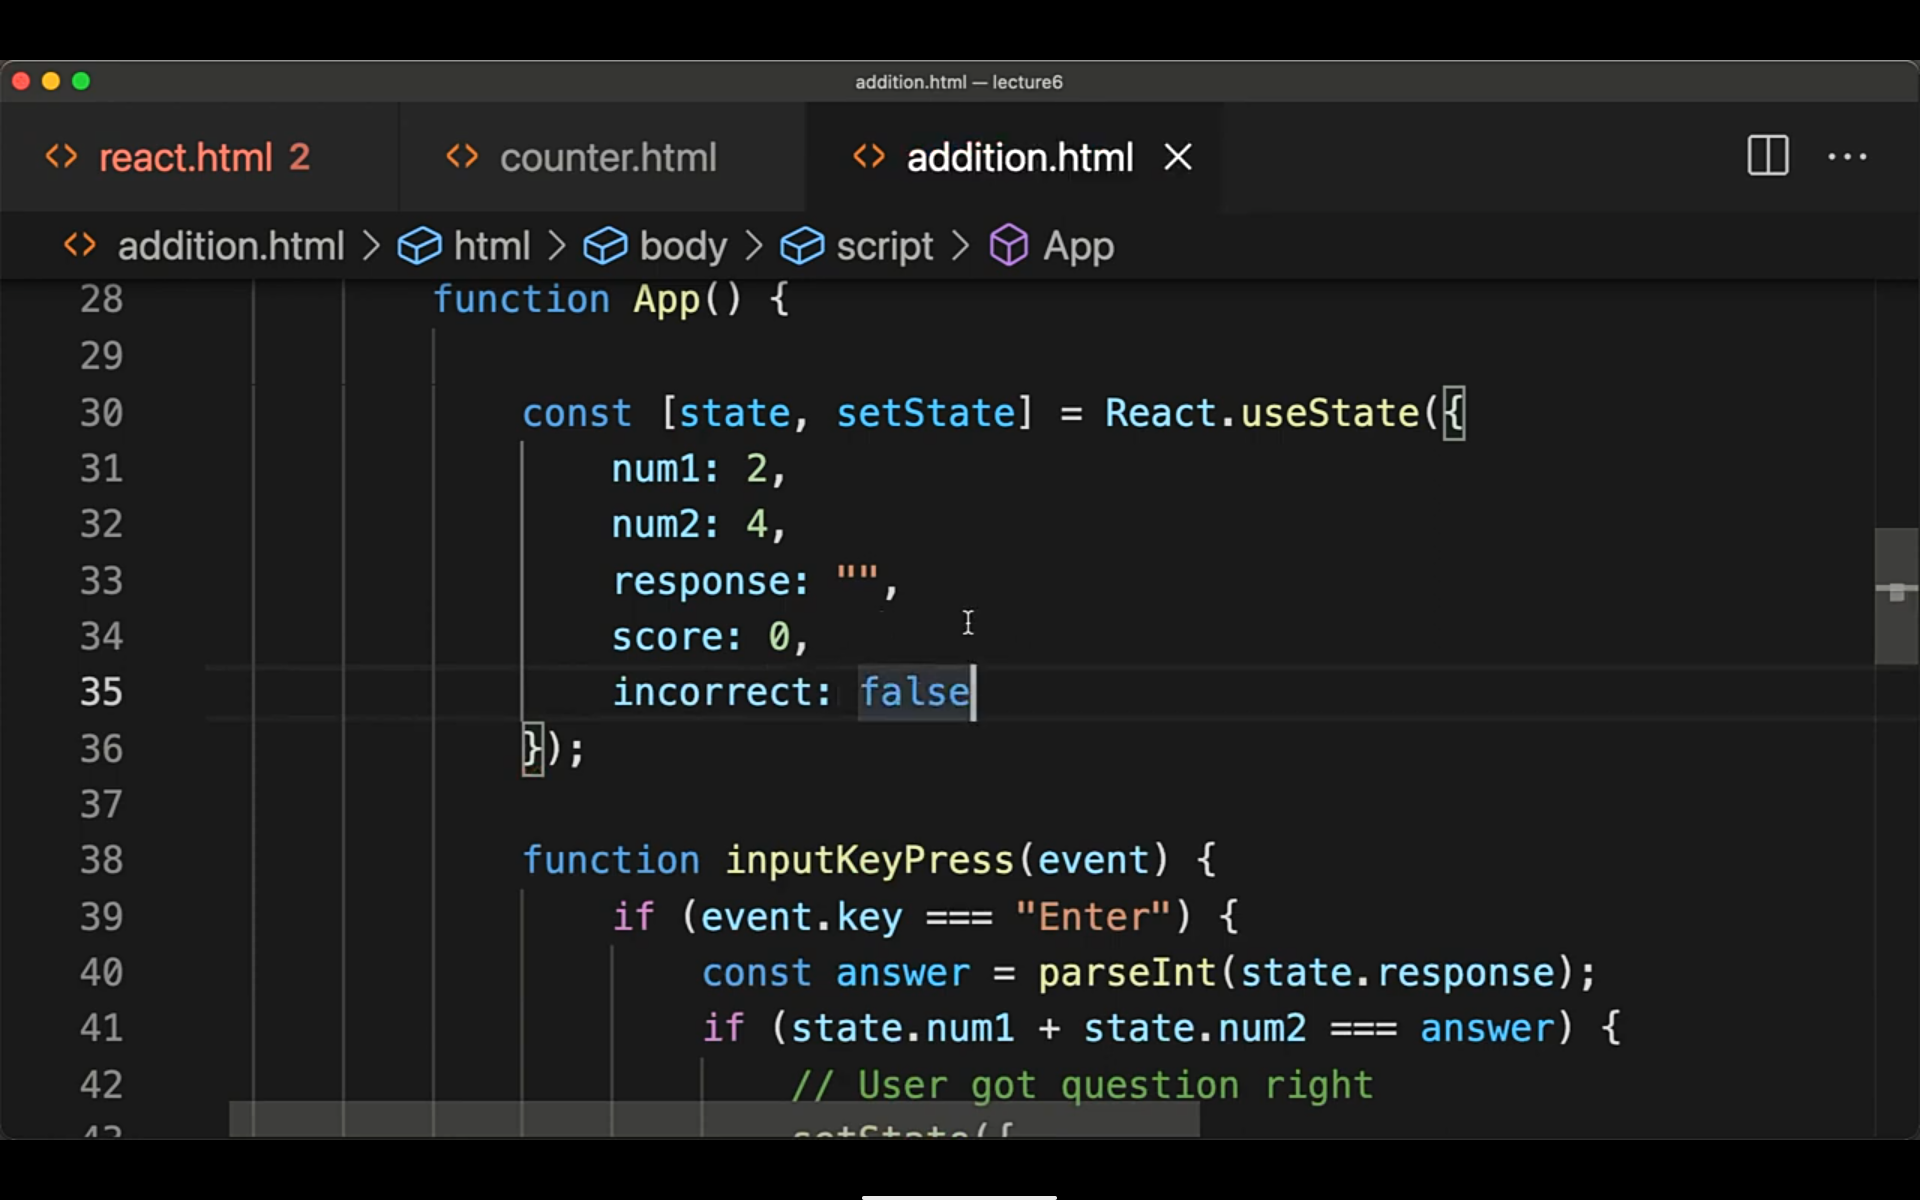 addition.html — lecture6
react.html 2 counter.html addition.html
addition.html > html > body > script > App
28 function App() {
29
30 const [state, setState] = React.useState({
31 num1: 2,
32 num2: 4,
33 response: "",
34 score: 0,
35 incorrect: false
36 });
37
38 function inputKeyPress(event) {
39 if (event.key === "Enter") {
40 const answer = parseInt(state.response);
41 if (state.num1 + state.num2 === answer) {
42 // User got question right
43 setState({